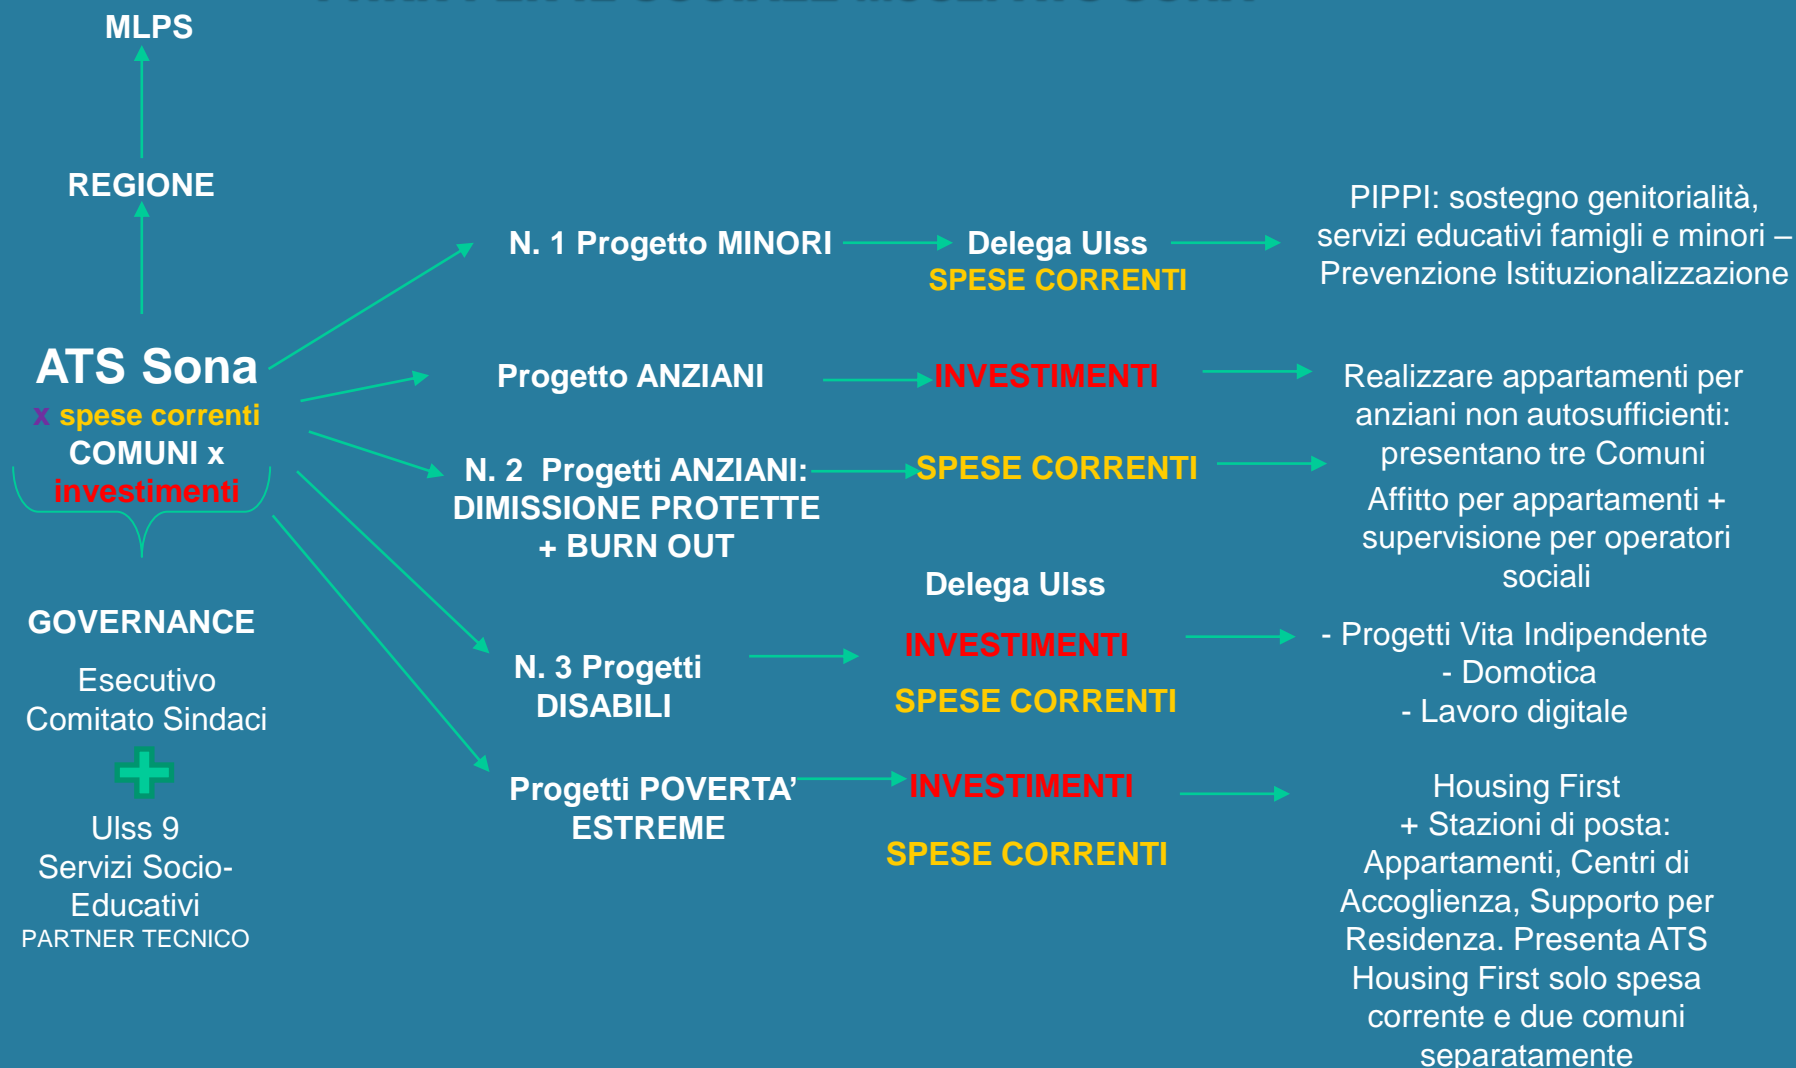 MLPS
REGIONE
ATS Sona
x spese correnti
COMUNI x
investimenti
GOVERNANCE
Esecutivo
Comitato Sindaci
Ulss 9
Servizi Socio-
Educativi
PARTNER TECNICO
N. 1 Progetto MINORI
Delega Ulss
SPESE CORRENTI
PIPPI: sostegno genitorialità,
servizi educativi famigli e minori –
Prevenzione Istituzionalizzazione
Progetto ANZIANI
INVESTIMENTI
Realizzare appartamenti per
anziani non autosufficienti:
presentano tre Comuni
N. 2 Progetti ANZIANI:
DIMISSIONE PROTETTE
+ BURN OUT
SPESE CORRENTI
Affitto per appartamenti +
supervisione per operatori
sociali
N. 3 Progetti
DISABILI
Delega Ulss
INVESTIMENTI
SPESE CORRENTI
- Progetti Vita Indipendente
- Domotica
- Lavoro digitale
Progetti POVERTA’
ESTREME
INVESTIMENTI
SPESE CORRENTI
Housing First
+ Stazioni di posta:
Appartamenti, Centri di
Accoglienza, Supporto per
Residenza. Presenta ATS
Housing First solo spesa
corrente e due comuni
separatamente